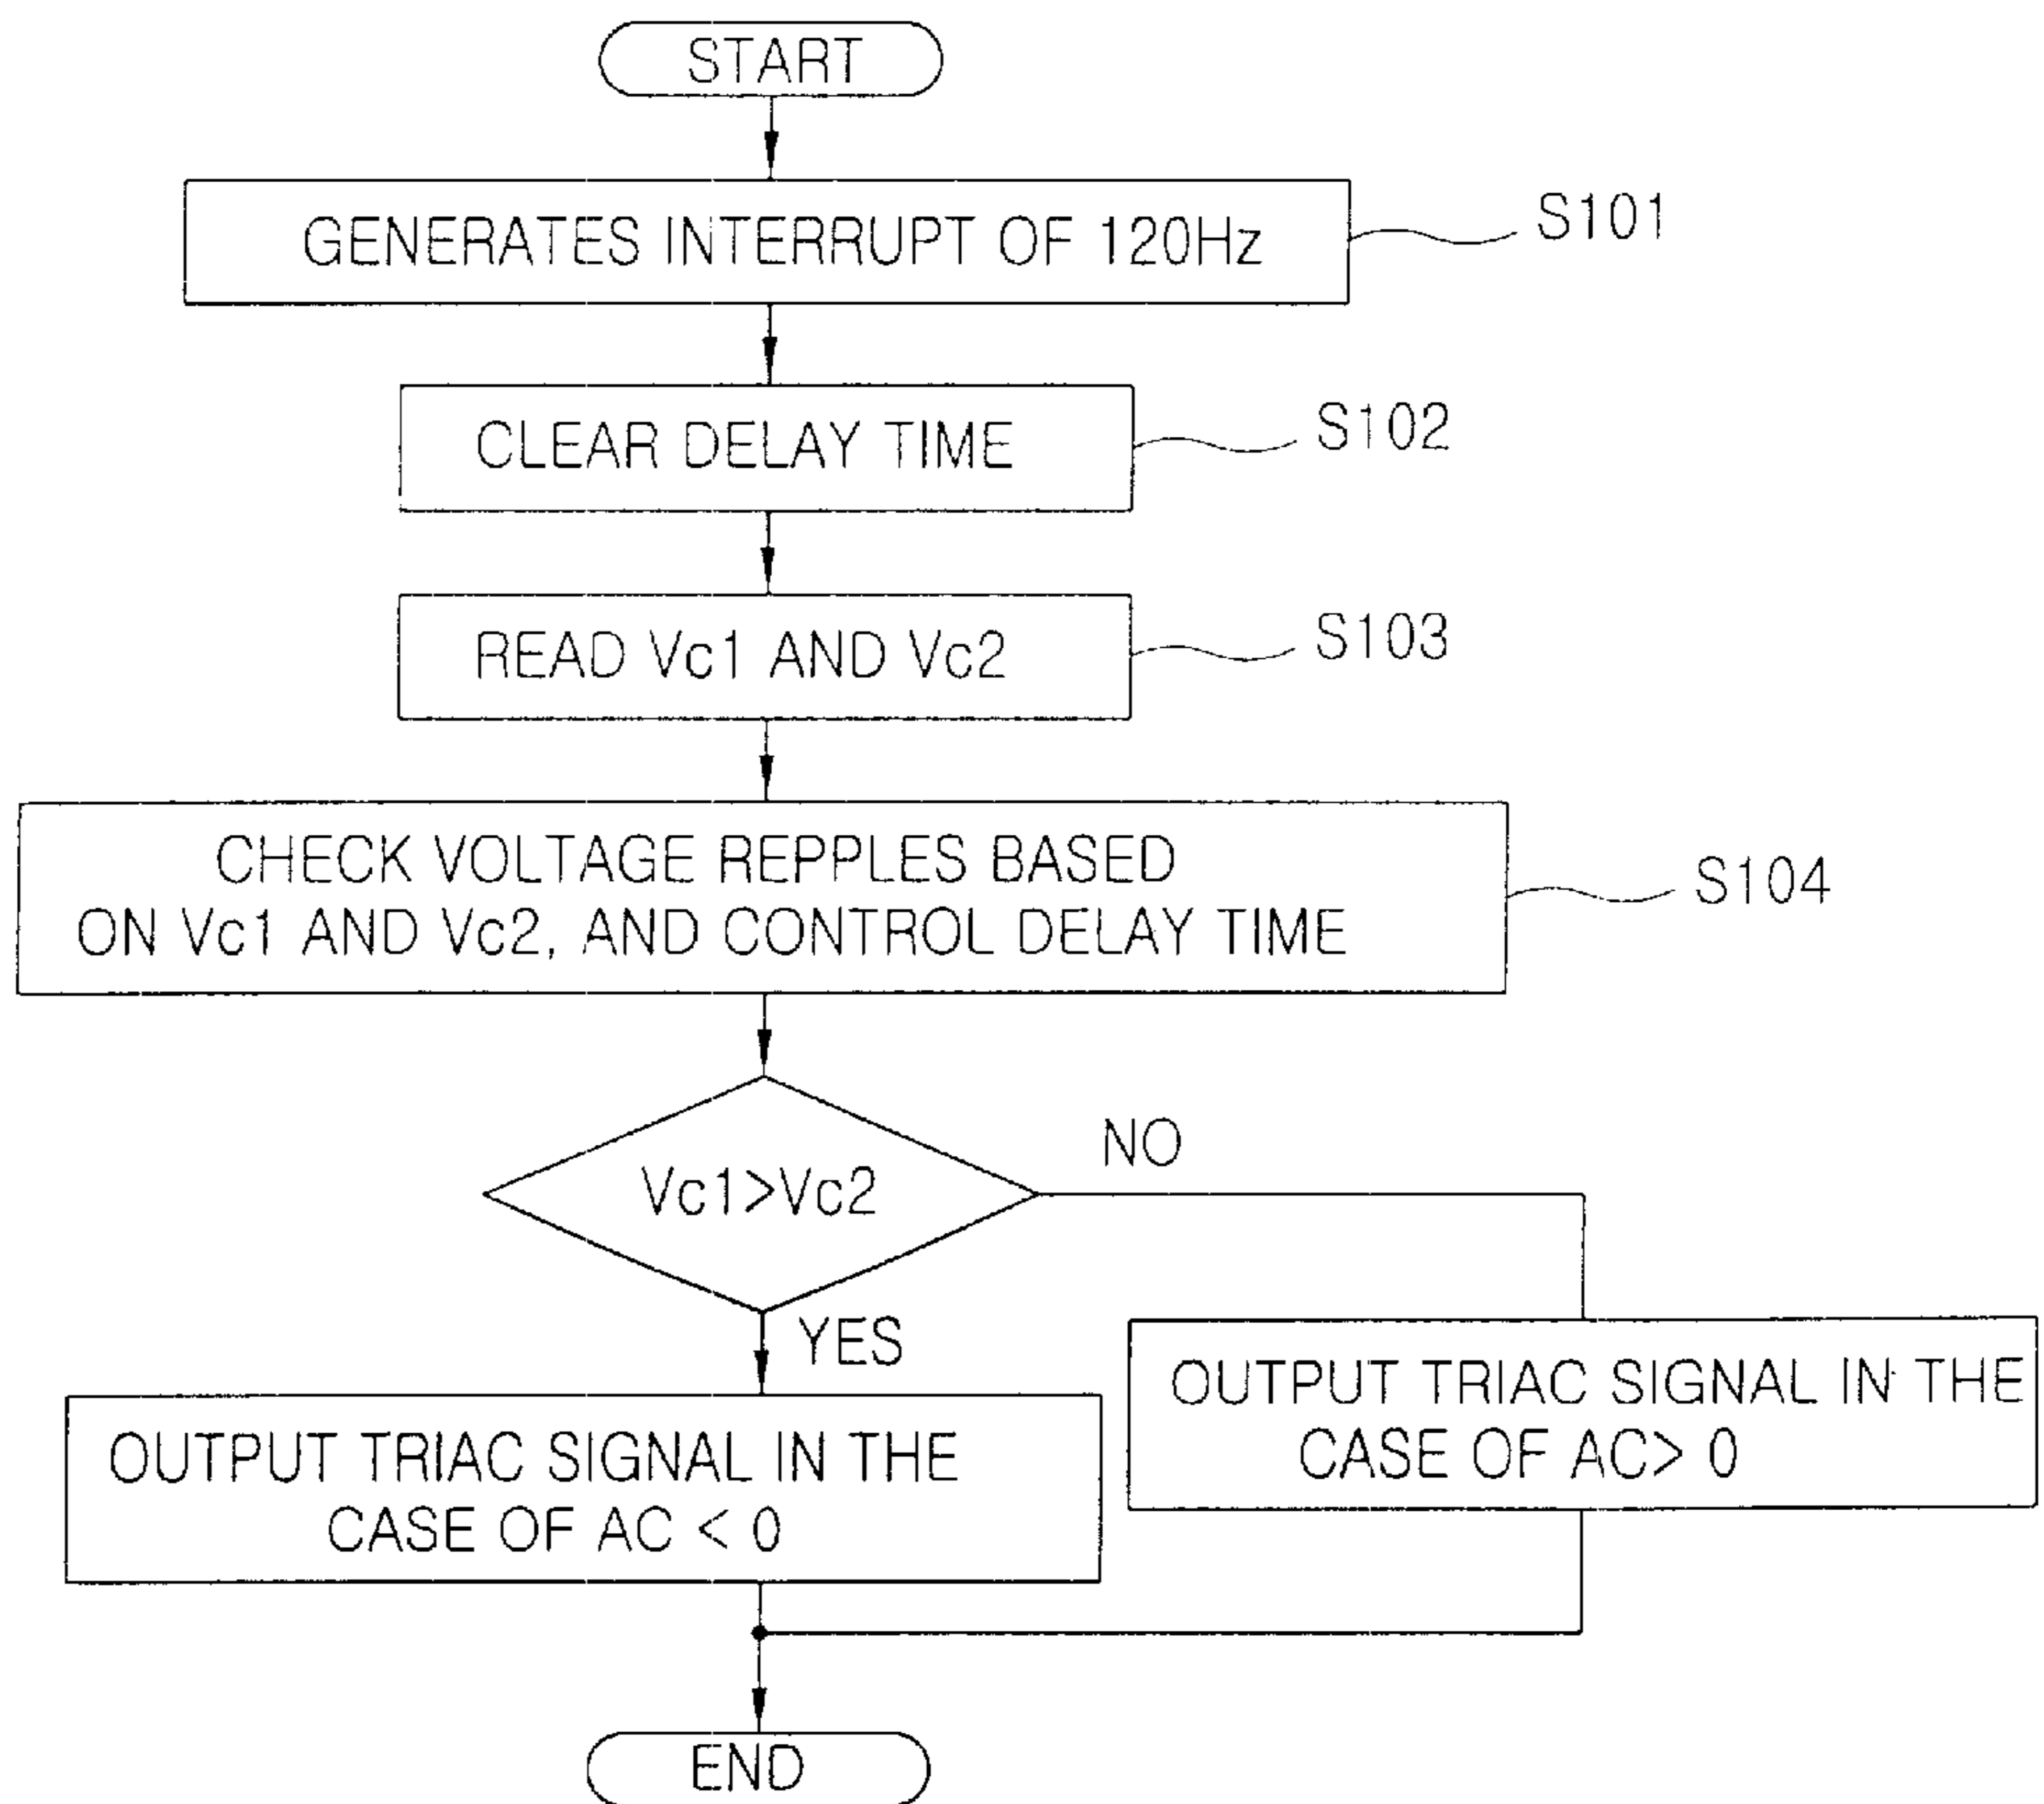 START
GENERATES INTERRUPT OF 120Hz
S101
CLEAR DELAY TIME
S102
READ Vc1 AND Vc2
S103
CHECK VOLTAGE REPPLES BASED
ON Vc1 AND Vc2, AND CONTROL DELAY TIME
S104
Vc1>Vc2
NO
YES
OUTPUT TRIAC SIGNAL IN THE
CASE OF AC> 0
OUTPUT TRIAC SIGNAL IN THE
CASE OF AC < 0
END